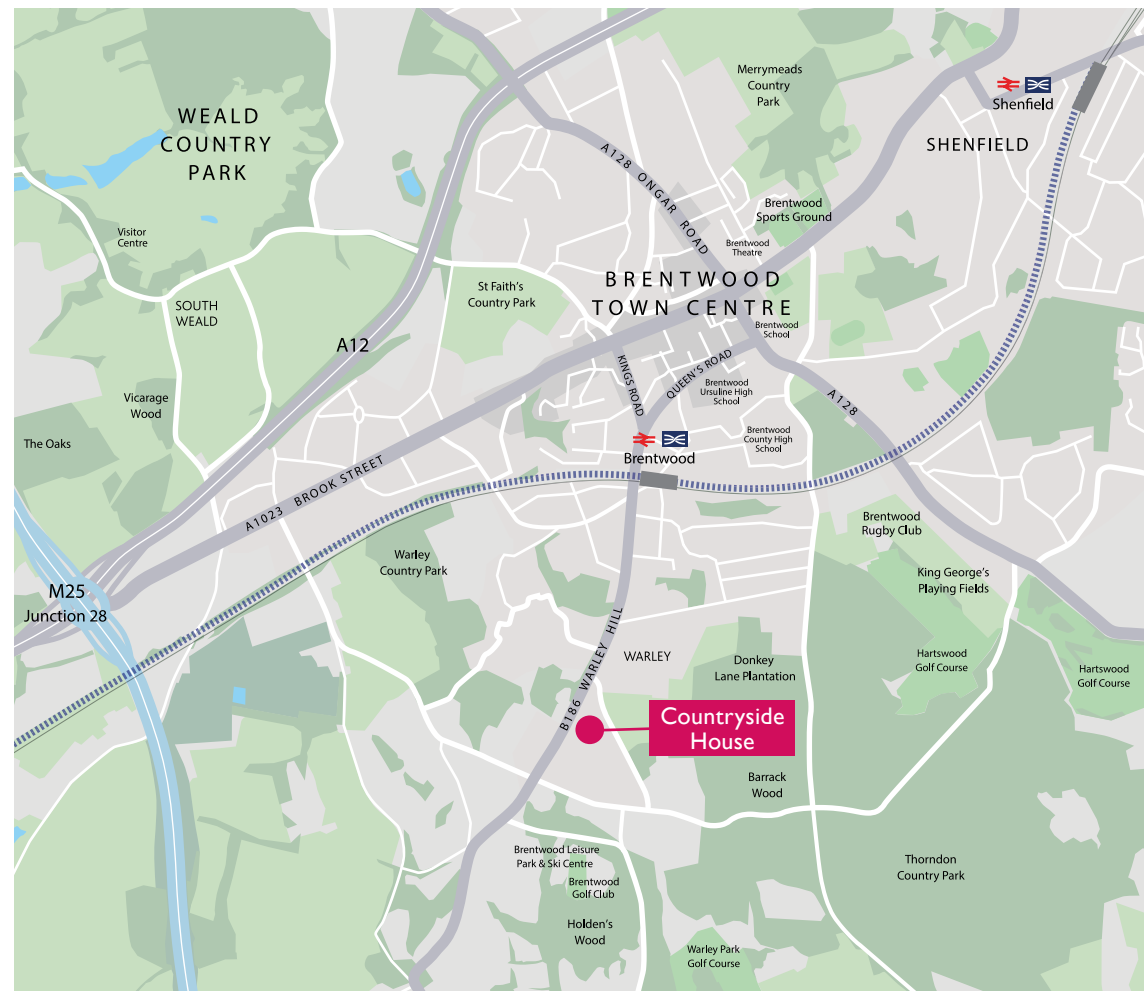 Merrymeads
Country
Park
WEALD
COUNTRY
PARK
Shenfield
SHENFIELD
A128 ONGAR ROAD
Brentwood
Sports Ground
Visitor
Centre
Brentwood
Theatre
St Faith's
Country Park
BRENTWOOD
TOWN CENTRE
SOUTH
WEALD
A12
Brentwood
School
KINGS ROAD
QUEEN'S ROAD
Brentwood
Ursuline High
School
A128
Vicarage
Wood
The Oaks
Brentwood
County High
School
Brentwood
A1023 BROOK STREET
Brentwood
Rugby Club
Warley
Country Park
King George's
Playing Fields
M25
Junction 28
B186 WARLEY HILL
WARLEY
Donkey
Lane Plantation
Hartswood
Golf Course
Hartswood
Golf Course
Countryside
House
Barrack
Wood
Brentwood Leisure
Park & Ski Centre
Brentwood
Golf Club
Thorndon
Country Park
Holden's
Wood
Warley Park
Golf Course